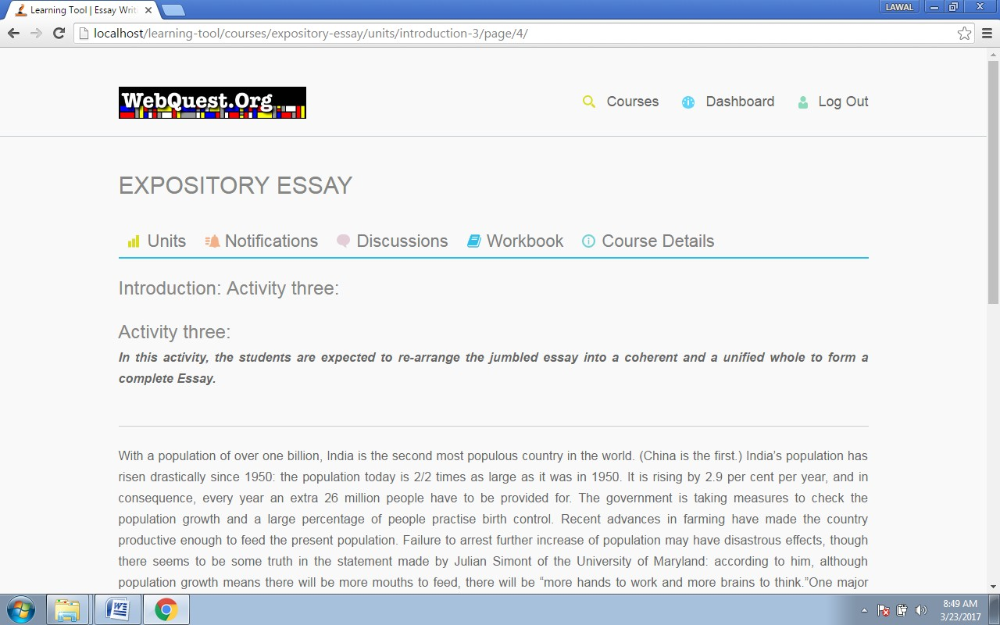 Learning Tool | Essay Writi
LAWAL
localhost/learning-tool/courses/expository-essay/units/introduction-3/page/4/
WebQuest.Org
Courses
Dashboard
Log Out
EXPOSITORY ESSAY
Units
Notifications
Discussions
Workbook
Course Details
Introduction: Activity three:
Activity three:
In this activity, the students are expected to re-arrange the jumbled essay into a coherent and a unified whole to form a
complete Essay.
With a population of over one billion, India is the second most populous country in the world. (China is the first.) India’s population has
risen drastically since 1950: the population today is 2/2 times as large as it was in 1950. It is rising by 2.9 per cent per year, and in
consequence, every year an extra 26 million people have to be provided for. The government is taking measures to check the
population growth and a large percentage of people practise birth control. Recent advances in farming have made the country
productive enough to feed the present population. Failure to arrest further increase of population may have disastrous effects, though
there seems to be some truth in the statement made by Julian Simont of the University of Maryland: according to him, although
population growth means there will be more mouths to feed, there will be “more hands to work and more brains to think.”One major
8:49 AM
3/23/2017